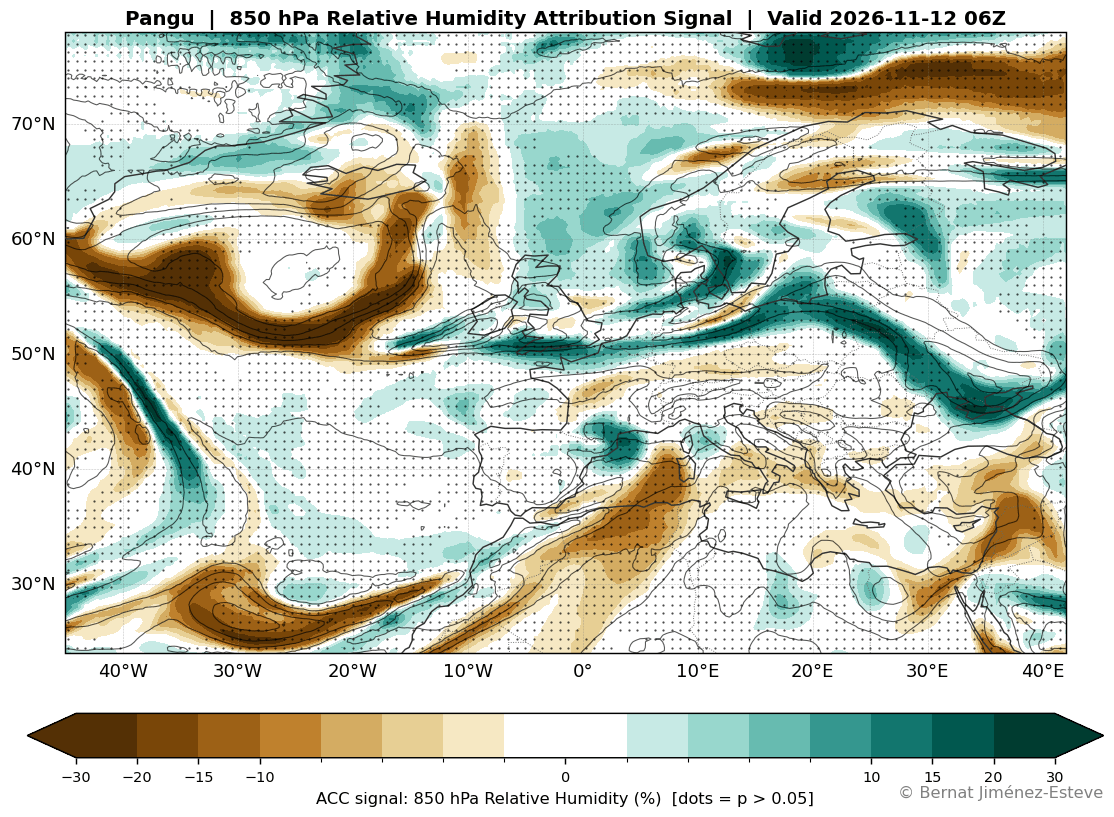 Pangu | 850 hPa Relative Humidity Attribution Signal | Valid 2026-11-12 06Z
70°N
60°N
50°N
40°N
30°N
40°W 30°W 20°W 10°W 0° 10°E 20°E 30°E 40°E
−30 −20 −15 −10 0 10 15 20 30
ACC signal: 850 hPa Relative Humidity (%) [dots = p > 0.05]
© Bernat Jiménez-Esteve